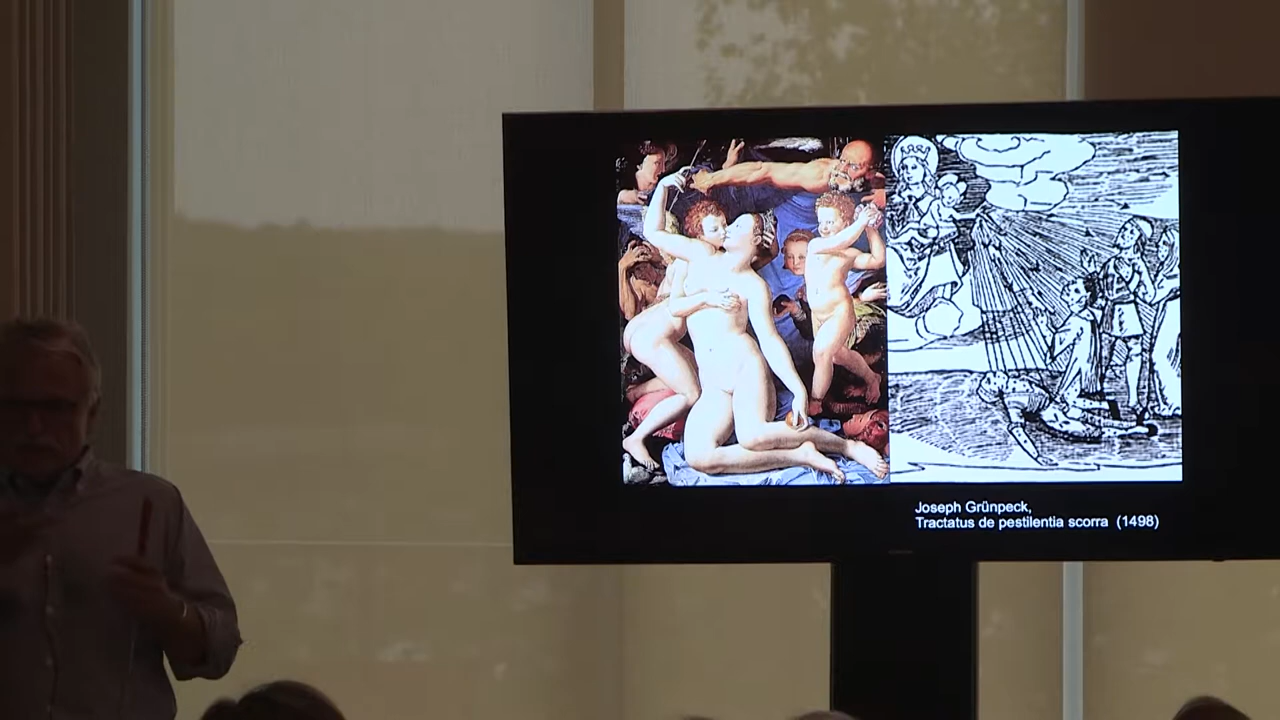 Joseph Grünpeck,
Tractatus de pestilentia scorra (1498)